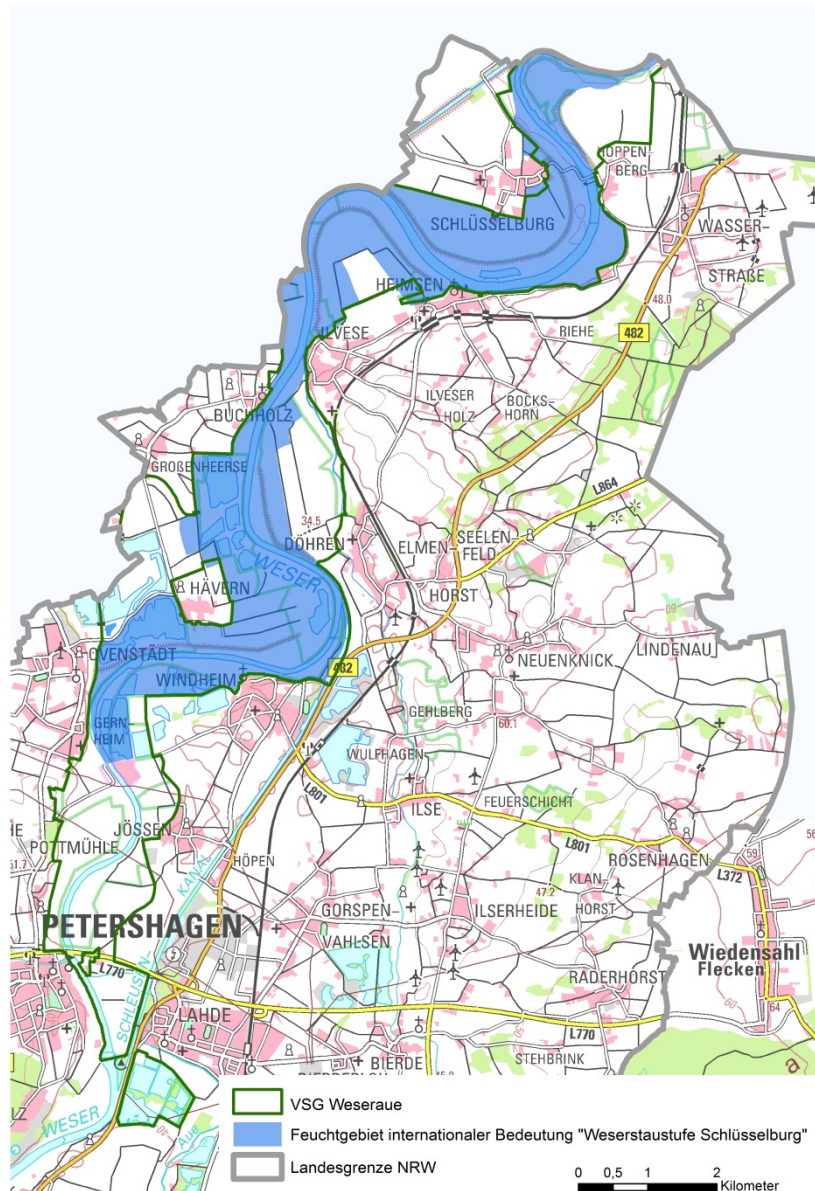 HOPPEN-
BERG
SCHLÜSSELBURG
WASSER-
STRAßE
HEIMSEN
48.0
482
ILVESE
RIEHE
ILVESER
HOLZ
BOCKS-
HORN
BUCHHOLZ
GROßENHEERSE
L864
34.5
DÖHREN
ELMEN-
SEELEN-
FELD
WESER
HORST
HÄVERN
OVENSTÄDT
WINDHEIM
482
NEUENKNICK
LINDENAU
GERN-
HEIM
GEHLBERG
60.1
WULFHAGEN
L801
ILSE
FEUERSCHICHT
L801
JÖSSEN
POTTMÜHLE
HÖPEN
KANAL
ROSENHAGEN
L372
59
KLAN-
HORST
47.2
PETERSHAGEN
GORSPEN-
VAHLSEN
ILSERHEIDE
Wiedensahl
Flecken
SCHLEUSEN-
L770
RADERHORST
64
LAHDE
L770
BIERDE
STEHBRINK
WESER
Aue
VSG Weseraue
Feuchtgebiet internationaler Bedeutung "Weserstaustufe Schlüsselburg"
Landesgrenze NRW
0 0,5 1 2
Kilometer